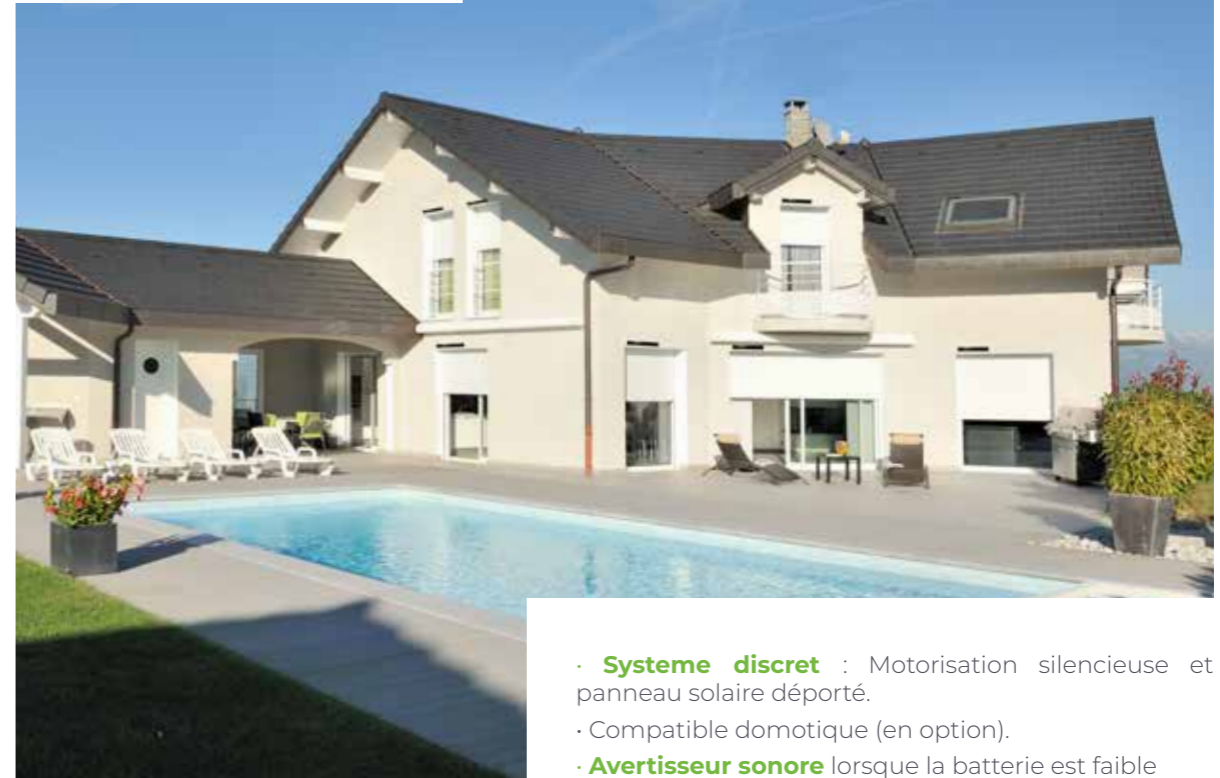 · Systeme discret : Motorisation silencieuse et
panneau solaire déporté.
· Compatible domotique (en option).
· Avertisseur sonore lorsque la batterie est faible